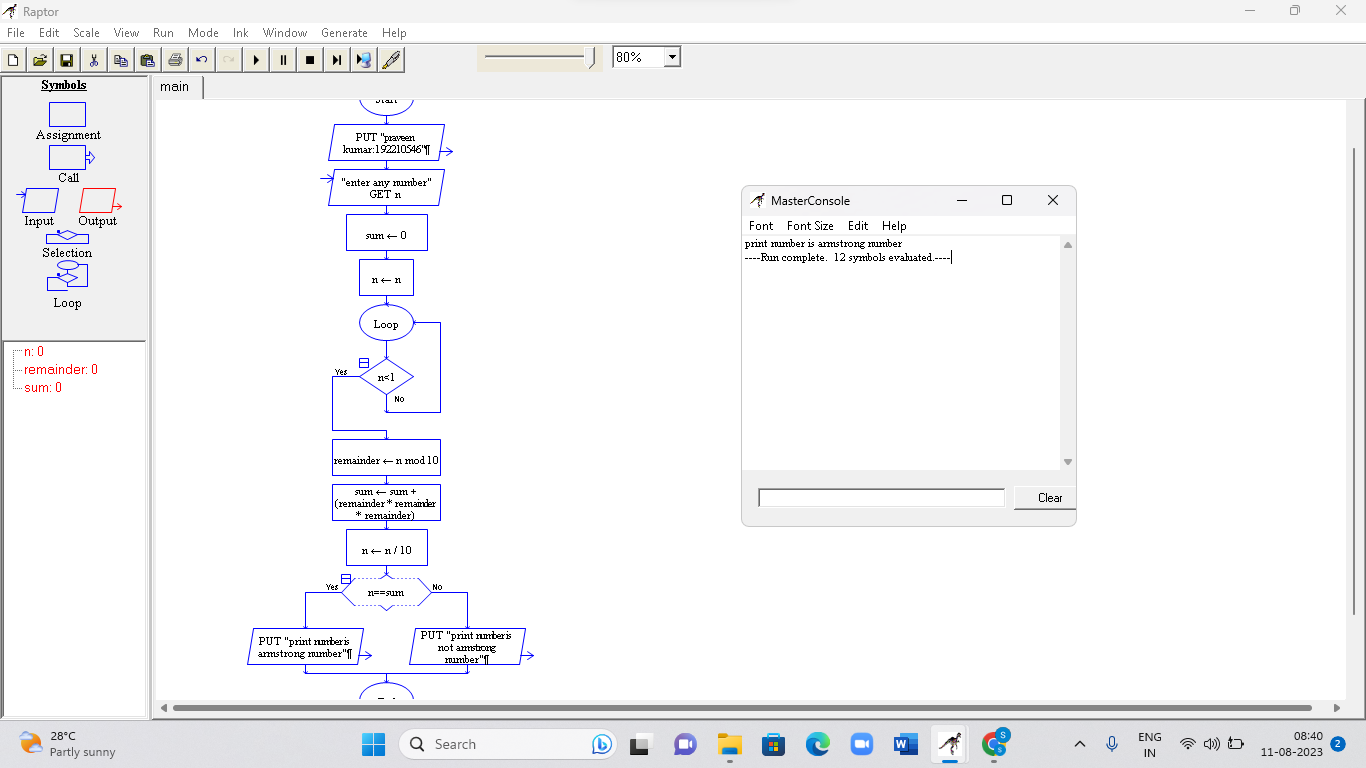 Raptor
File Edit Scale View Run Mode Ink Window Generate Help
80%
Symbols
Assignment
Call
Input Output
Selection
Loop
n: 0
remainder: 0
sum: 0
main
Start
PUT "praveen
kumar:192210546"¶
"enter any number"
GET n
sum ← 0
n ← n
Loop
Yes
n<1
No
remainder ← n mod 10
sum ← sum +
(remainder * remainder
* remainder)
n ← n / 10
Yes
n==sum
No
PUT "print number is
armstrong number"¶
PUT "print number is
not armstrong
number"¶
MasterConsole
Font Font Size Edit Help
print number is armstrong number
----Run complete.  12 symbols evaluated.----
Clear
28°C
Partly sunny
Search
S
ENG
IN
08:40
11-08-2023
2